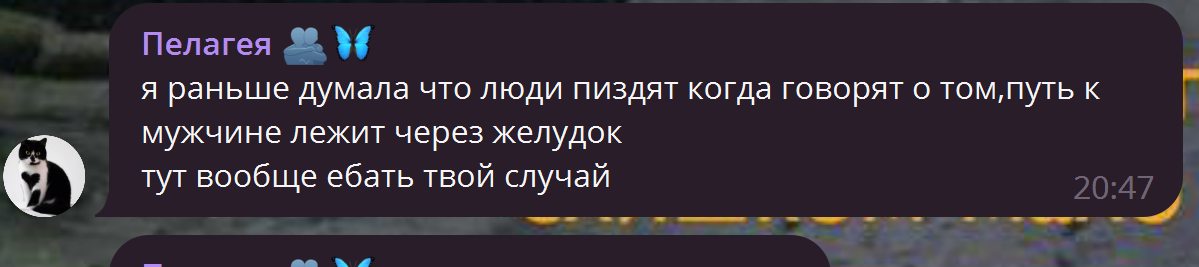 Пелагея 🫂🦋
я раньше думала что люди пиздят когда говорят о том,путь к
мужчине лежит через желудок
тут вообще ебать твой случай
20:47